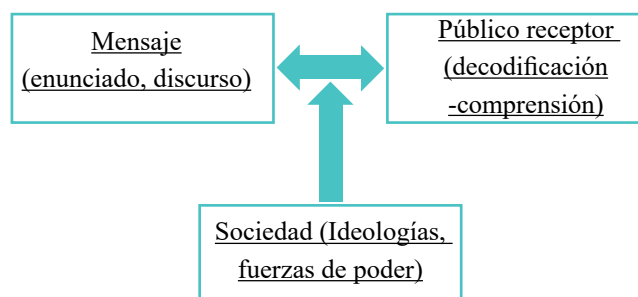 Mensaje
(enunciado, discurso)
Público receptor
(decodificación
-comprensión)
Sociedad (Ideologías,
fuerzas de poder)